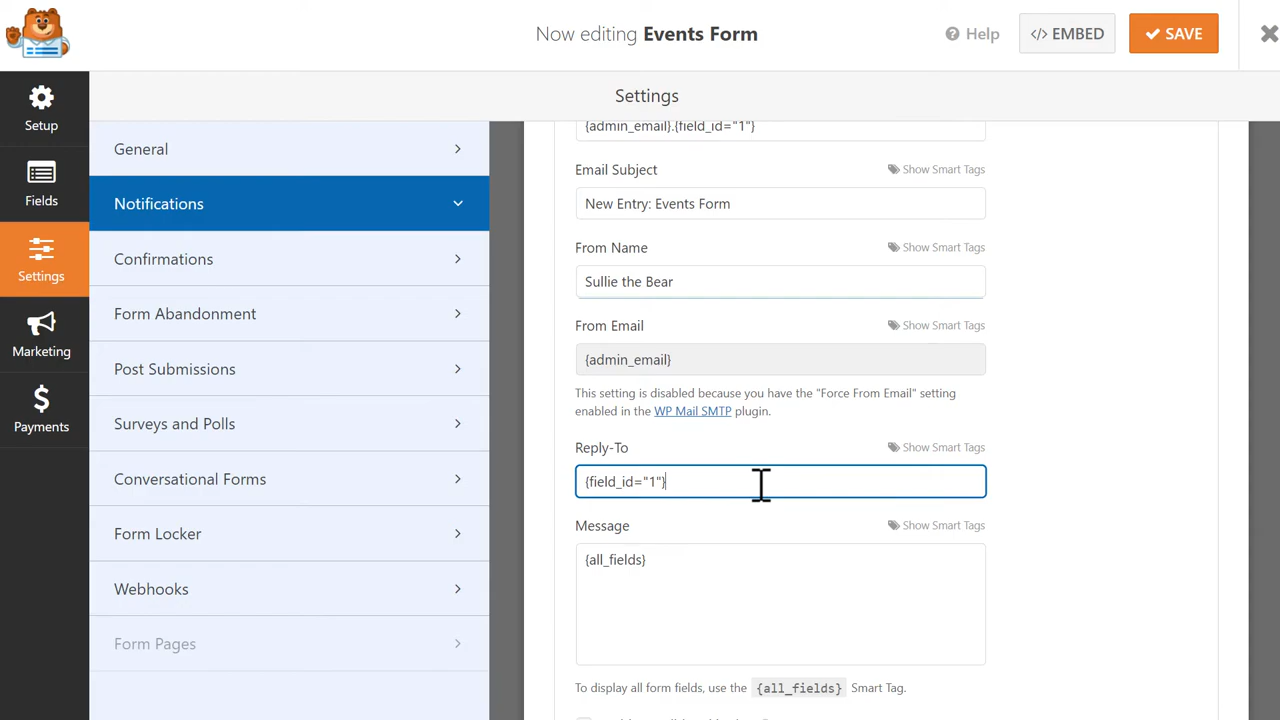 Now editing Events Form
Help
</> EMBED
SAVE
Setup
Fields
Settings
Marketing
Payments
Settings
General
Notifications
Confirmations
Form Abandonment
Post Submissions
Surveys and Polls
Conversational Forms
Form Locker
Webhooks
Form Pages
{admin_email}.{field_id="1"}
Email Subject
Show Smart Tags
New Entry: Events Form
From Name
Show Smart Tags
Sullie the Bear
From Email
Show Smart Tags
{admin_email}
This setting is disabled because you have the "Force From Email" setting
enabled in the WP Mail SMTP plugin.
Reply-To
Show Smart Tags
{field_id="1"}
Message
Show Smart Tags
{all_fields}
To display all form fields, use the {all_fields} Smart Tag.